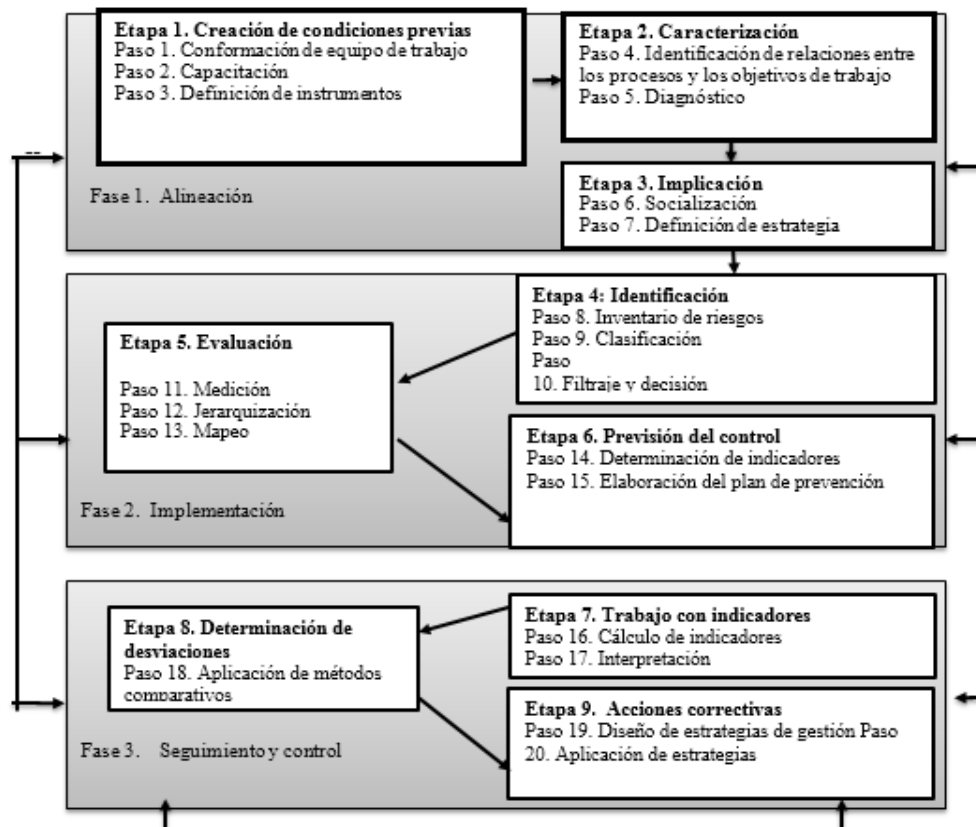 Etapa 1. Creación de condiciones previas
Paso 1. Conformación de equipo de trabajo
Paso 2. Capacitación
Paso 3. Definición de instrumentos
Etapa 2. Caracterización
Paso 4. Identificación de relaciones entre
los procesos y los objetivos de trabajo
Paso 5. Diagnóstico
Etapa 3. Implicación
Paso 6. Socialización
Paso 7. Definición de estrategia
Fase 1. Alineación
Etapa 4: Identificación
Paso 8. Inventario de riesgos
Paso 9. Clasificación
Paso
10. Filtraje y decisión
Etapa 5. Evaluación
Paso 11. Medición
Paso 12. Jerarquización
Paso 13. Mapeo
Etapa 6. Previsión del control
Paso 14. Determinación de indicadores
Paso 15. Elaboración del plan de prevención
Fase 2. Implementación
Etapa 7. Trabajo con indicadores
Paso 16. Cálculo de indicadores
Paso 17. Interpretación
Etapa 8. Determinación de
desviaciones
Paso 18. Aplicación de métodos
comparativos
Etapa 9. Acciones correctivas
Paso 19. Diseño de estrategias de gestión Paso
20. Aplicación de estrategias
Fase 3. Seguimiento y control